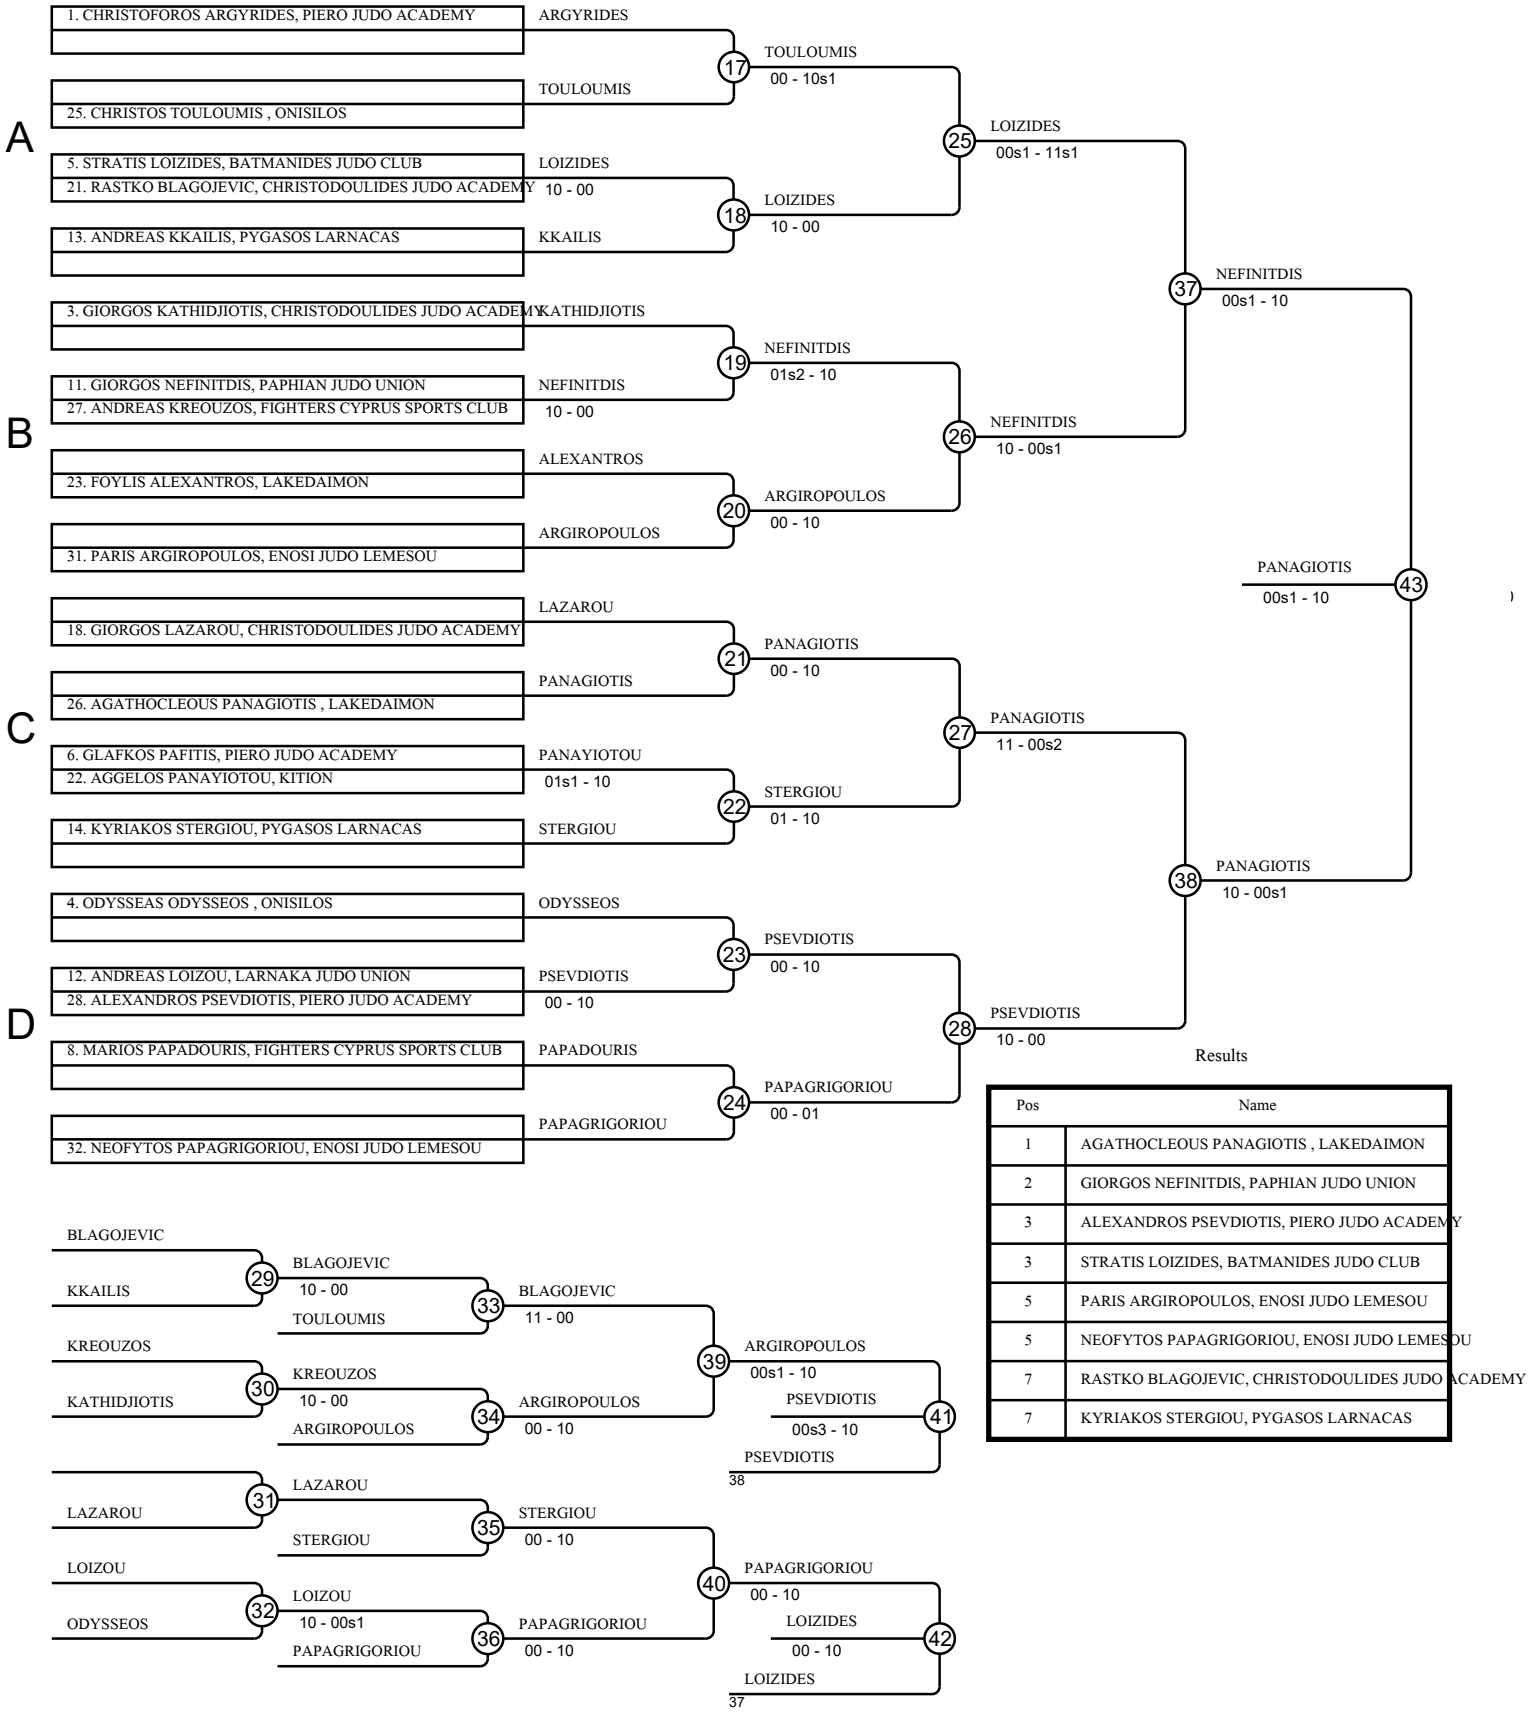 1. CHRISTOFOROS ARGYRIDES, PIERO JUDO ACADEMY
25. CHRISTOS TOULOUMIS , ONISILOS
A
5. STRATIS LOIZIDES, BATMANIDES JUDO CLUB
21. RASTKO BLAGOJEVIC, CHRISTODOULIDES JUDO ACADEMY
13. ANDREAS KKAILIS, PYGASOS LARNACAS
3. GIORGOS KATHIDJIOTIS, CHRISTODOULIDES JUDO ACADEMY
11. GIORGOS NEFINITDIS, PAPHIAN JUDO UNION
27. ANDREAS KREOUZOS, FIGHTERS CYPRUS SPORTS CLUB
B
23. FOYLIS ALEXANTROS, LAKEDAIMON
31. PARIS ARGIROPOULOS, ENOSI JUDO LEMESOU
18. GIORGOS LAZAROU, CHRISTODOULIDES JUDO ACADEMY
26. AGATHOCLEOUS PANAGIOTIS , LAKEDAIMON
C
6. GLAFKOS PAFITIS, PIERO JUDO ACADEMY
22. AGGELOS PANAYIOTOU, KITION
14. KYRIAKOS STERGIOU, PYGASOS LARNACAS
4. ODYSSEAS ODYSSEOS , ONISILOS
12. ANDREAS LOIZOU, LARNAKA JUDO UNION
28. ALEXANDROS PSEVDIOTIS, PIERO JUDO ACADEMY
D
8. MARIOS PAPADOURIS, FIGHTERS CYPRUS SPORTS CLUB
32. NEOFYTOS PAPAGRIGORIOU, ENOSI JUDO LEMESOU
ARGYRIDES
TOULOUMIS
LOIZIDES
10 - 00
KKAILIS
KATHIDJIOTIS
NEFINITDIS
10 - 00
ALEXANTROS
ARGIROPOULOS
LAZAROU
PANAGIOTIS
PANAYIOTOU
01s1 - 10
STERGIOU
ODYSSEOS
PSEVDIOTIS
00 - 10
PAPADOURIS
PAPAGRIGORIOU
17
TOULOUMIS
00 - 10s1
18
LOIZIDES
10 - 00
19
NEFINITDIS
01s2 - 10
20
ARGIROPOULOS
00 - 10
21
PANAGIOTIS
00 - 10
22
STERGIOU
01 - 10
23
PSEVDIOTIS
00 - 10
24
PAPAGRIGORIOU
00 - 01
25
LOIZIDES
00s1 - 11s1
26
NEFINITDIS
10 - 00s1
27
PANAGIOTIS
11 - 00s2
28
PSEVDIOTIS
10 - 00
37
NEFINITDIS
00s1 - 10
38
PANAGIOTIS
10 - 00s1
PANAGIOTIS
00s1 - 10
43
Results
Pos Name
1 AGATHOCLEOUS PANAGIOTIS , LAKEDAIMON
2 GIORGOS NEFINITDIS, PAPHIAN JUDO UNION
3 ALEXANDROS PSEVDIOTIS, PIERO JUDO ACADEMY
3 STRATIS LOIZIDES, BATMANIDES JUDO CLUB
5 PARIS ARGIROPOULOS, ENOSI JUDO LEMESOU
5 NEOFYTOS PAPAGRIGORIOU, ENOSI JUDO LEMESOU
7 RASTKO BLAGOJEVIC, CHRISTODOULIDES JUDO ACADEMY
7 KYRIAKOS STERGIOU, PYGASOS LARNACAS
BLAGOJEVIC
KKAILIS
KREOUZOS
KATHIDJIOTIS
LAZAROU
LOIZOU
ODYSSEOS
29
BLAGOJEVIC
10 - 00
TOULOUMIS
30
KREOUZOS
10 - 00
ARGIROPOULOS
31
LAZAROU
STERGIOU
32
LOIZOU
10 - 00s1
PAPAGRIGORIOU
33
BLAGOJEVIC
11 - 00
34
ARGIROPOULOS
00 - 10
35
STERGIOU
00 - 10
36
PAPAGRIGORIOU
00 - 10
39
ARGIROPOULOS
00s1 - 10
PSEVDIOTIS
00s3 - 10
41
PSEVDIOTIS
38
40
PAPAGRIGORIOU
00 - 10
LOIZIDES
00 - 10
42
LOIZIDES
37